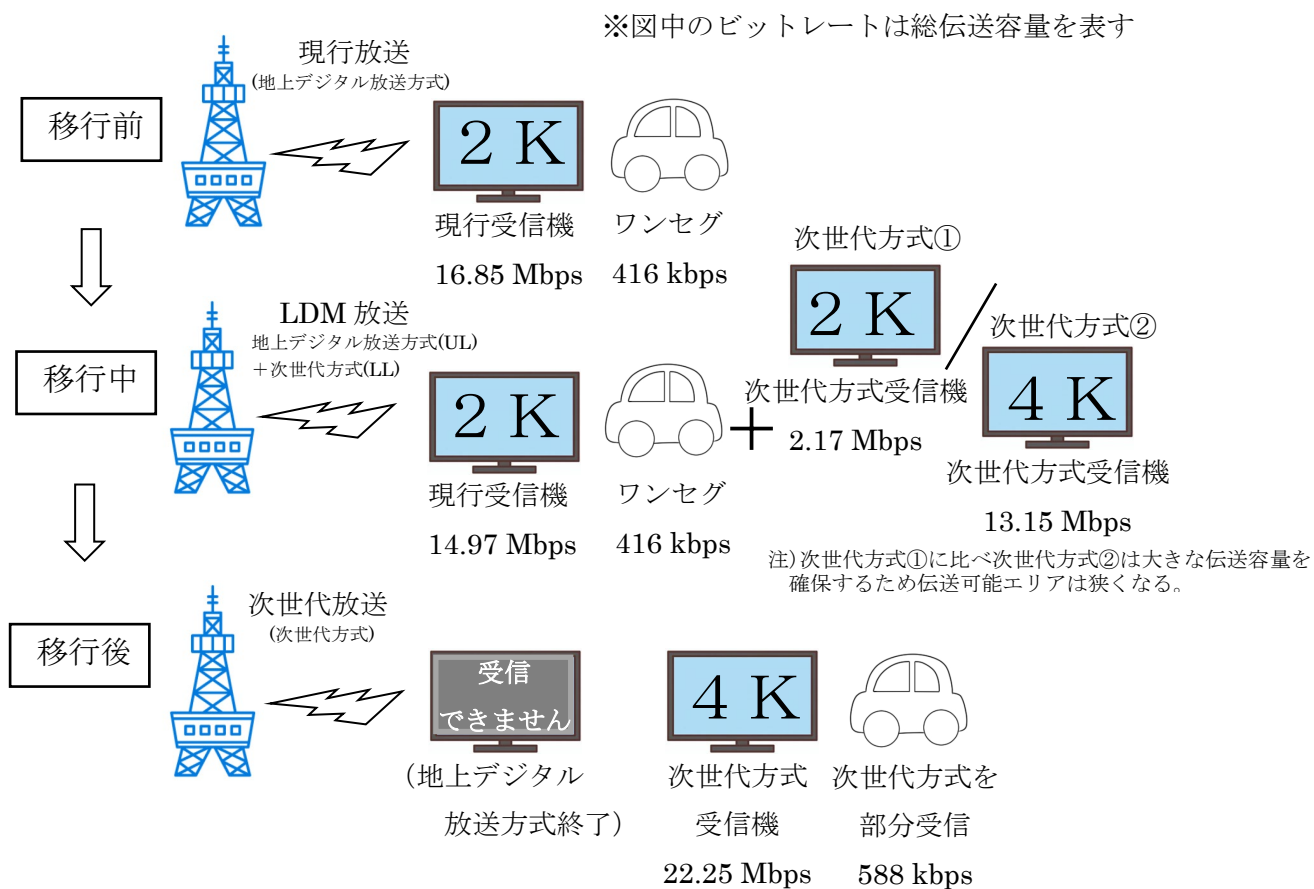 ※図中のビットレートは総伝送容量を表す
移行前
現行放送
(地上デジタル放送方式)
２Ｋ
現行受信機
16.85 Mbps
ワンセグ
416 kbps
移行中
LDM 放送
地上デジタル放送方式(UL)
＋次世代方式(LL)
２Ｋ
現行受信機
14.97 Mbps
ワンセグ
416 kbps
＋
次世代方式①
２Ｋ
次世代方式受信機
2.17 Mbps
次世代方式②
４Ｋ
次世代方式受信機
13.15 Mbps
注)次世代方式①に比べ次世代方式②は大きな伝送容量を
確保するため伝送可能エリアは狭くなる。
移行後
次世代放送
(次世代方式)
受信
できません
(地上デジタル
放送方式終了)
４Ｋ
次世代方式
受信機
22.25 Mbps
次世代方式を
部分受信
588 kbps